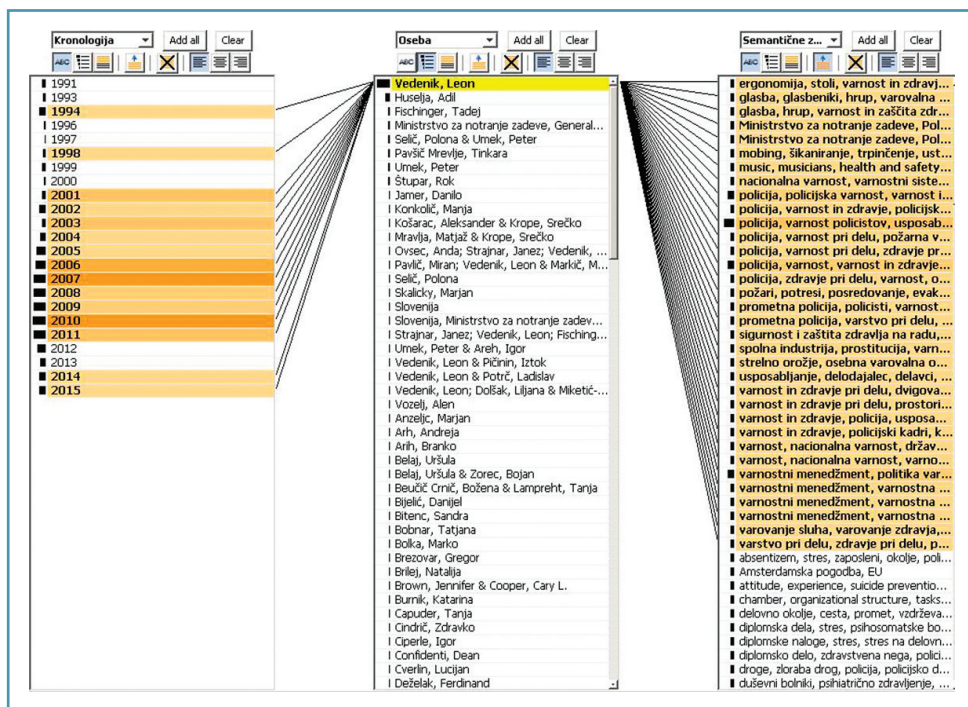 Kronologija Add all Clear
ABC
1991
1993
1994
1996
1997
1998
1999
2000
2001
2002
2003
2004
2005
2006
2007
2008
2009
2010
2011
2012
2013
2014
2015
Oseba Add all Clear
ABC
Vedenik, Leon
Huselja, Adil
Fischinger, Tadej
Ministrstvo za notranje zadeve, General...
Selič, Polona & Umek, Peter
Pavšič Mrevlje, Tinkara
Umek, Peter
Štupar, Rok
Jamer, Danilo
Konkolič, Manja
Košarac, Aleksander & Krope, Srečko
Mravlja, Matjaž & Krope, Srečko
Ovsec, Anda; Strajnar, Janez; Vedenik, ...
Pavlič, Miran; Vedenik, Leon & Markič, M...
Selič, Polona
Skalicky, Marjan
Slovenija
Slovenija, Ministrstvo za notranje zadev...
Strajnar, Janez; Vedenik, Leon; Fisching...
Umek, Peter & Areh, Igor
Vedenik, Leon & Pičinin, Iztok
Vedenik, Leon & Potrč, Ladislav
Vedenik, Leon; Dolšak, Liljana & Miketić-...
Vozelj, Alen
Anzeljc, Marjan
Arh, Andreja
Arih, Branko
Belaj, Uršula
Belaj, Uršula & Zorec, Bojan
Beučič Crnič, Božena & Lampreht, Tanja
Bijelić, Danijel
Bitenc, Sandra
Bobnar, Tatjana
Bolka, Marko
Brezovar, Gregor
Brilej, Natalija
Brown, Jennifer & Cooper, Cary L.
Burnik, Katarina
Capuder, Tanja
Cindrič, Zdravko
Ciperle, Igor
Confidenti, Dean
Cverlin, Lucijan
Deželak, Ferdinand
Semantične z... Add all Clear
ABC
ergonomija, stoli, varnost in zdravj...
glasba, glasbeniki, hrup, varovalna ...
glasba, hrup, varnost in zaščita zdr...
Ministrstvo za notranje zadeve, Pol...
Ministrstvo za notranje zadeve, Pol...
mobing, šikaniranje, trpinčenje, ust...
music, musicians, health and safety...
nacionalna varnost, varnostni siste...
policija, policijska varnost, varnost i...
policija, varnost in zdravje, policijsk...
policija, varnost policistov, usposab...
policija, varnost pri delu, požarna v...
policija, varnost pri delu, zdravje pr...
policija, varnost, varnost in zdravje...
policija, zdravje pri delu, varnost, o...
požari, potresi, posredovanje, evak...
prometna policija, policisti, varnost...
prometna policija, varstvo pri delu, ...
sigurnost i zaštita zdravlja na radu,...
spolna industrija, prostitucija, varn...
strelno orožje, osebna varovalna o...
usposabljanje, delodajalec, delavci, ...
varnost in zdravje pri delu, dvigova...
varnost in zdravje pri delu, prostori...
varnost in zdravje, policija, usposa...
varnost in zdravje, policijski kadri, k...
varnost, nacionalna varnost, držav...
varnost, nacionalna varnost, varno...
varnostni menedžment, politika var...
varnostni menedžment, varnostna ...
varnostni menedžment, varnostna ...
varnostni menedžment, varnostna ...
varovanje sluha, varovanje zdravja,...
varstvo pri delu, zdravje pri delu, p...
absentizem, stres, zaposleni, okolje, poli...
Amsterdamska pogodba, EU
attitude, experience, suicide preventio...
chamber, organizational structure, tasks...
delovno okolje, cesta, promet, vzdrževa...
diplomska dela, stres, psihosomatske bo...
diplomske naloge, stres, stres na delovn...
diplomsko delo, zdravstvena nega, polici...
droge, zloraba drog, policija, policijsko d...
duševni bolniki, psihiatrično zdravljenje, ...